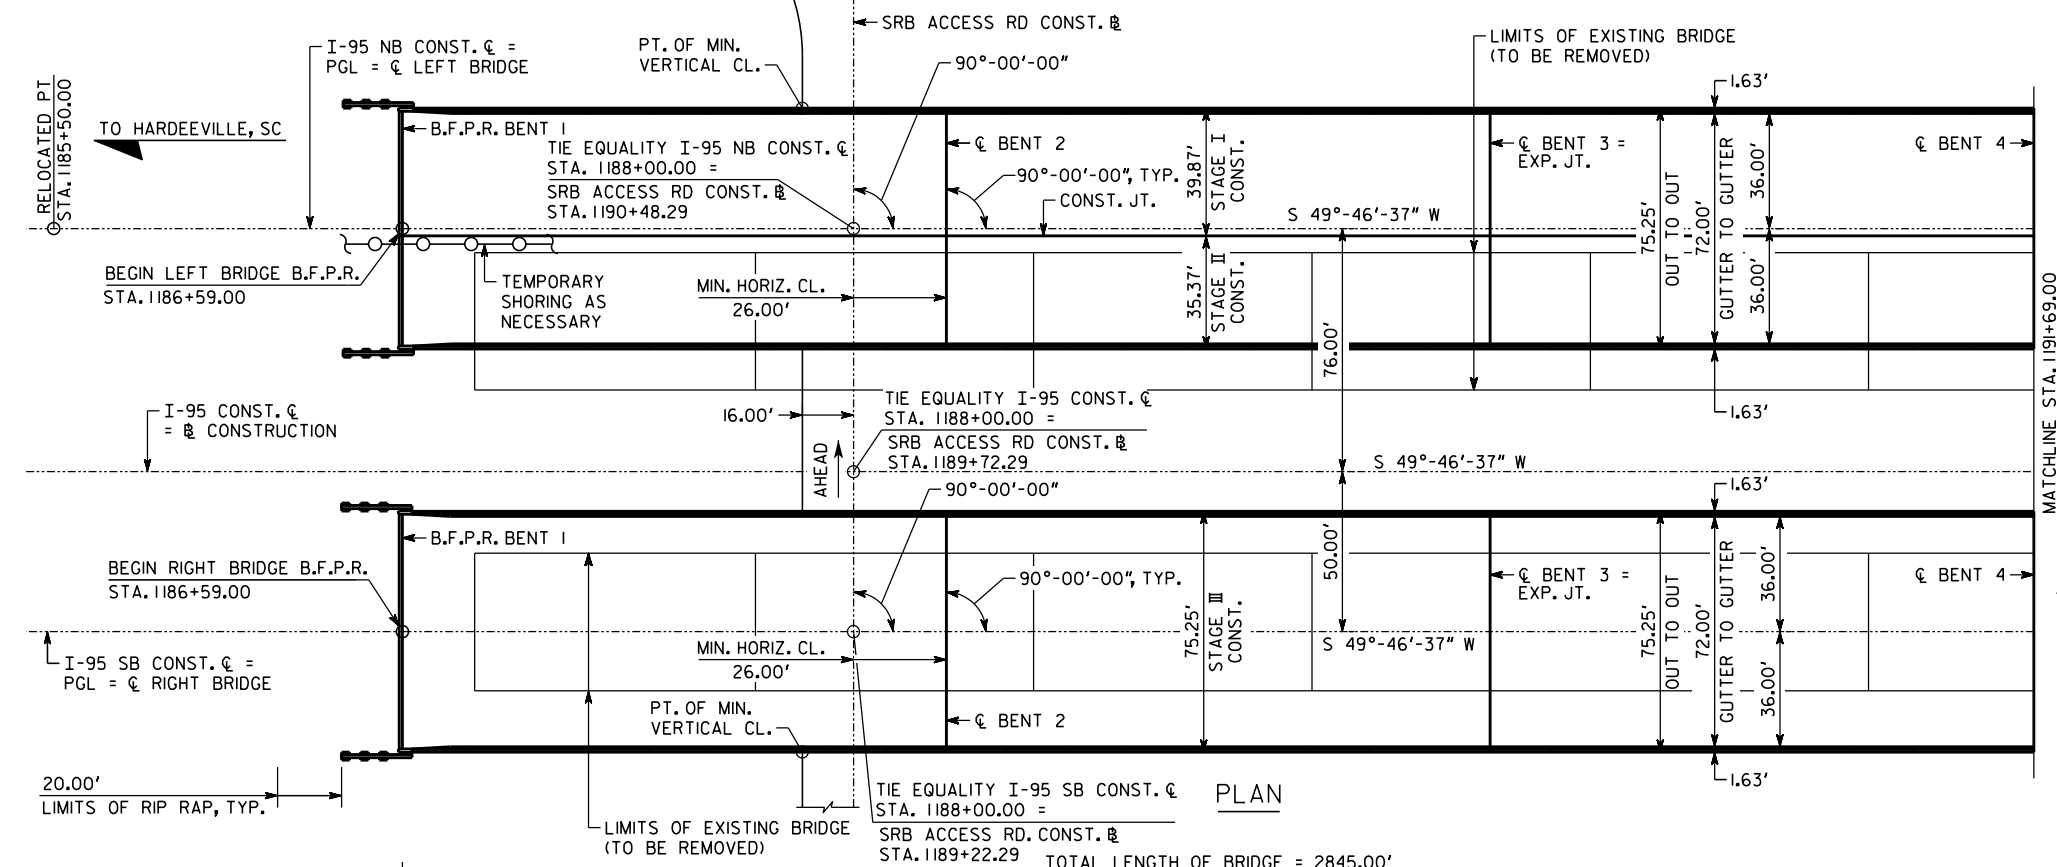 SRB ACCESS RD CONST. ℄
I-95 NB CONST. ℄ =
PGL = ℄ LEFT BRIDGE
PT. OF MIN.
VERTICAL CL.
90°-00'-00"
LIMITS OF EXISTING BRIDGE
(TO BE REMOVED)
1.63'
RELOCATED PT
STA. 1185+50.00
TO HARDEEVILLE, SC
B.F.P.R. BENT 1
TIE EQUALITY I-95 NB CONST. ℄
STA. 1188+00.00 =
SRB ACCESS RD CONST. BL
STA. 1190+48.29
℄ BENT 2
90°-00'-00", TYP.
CONST. JT.
39.87'
STAGE I
CONST.
S 49°-46'-37" W
℄ BENT 3 =
EXP. JT.
75.25'
OUT TO OUT
72.00'
GUTTER TO GUTTER
36.00'
36.00'
℄ BENT 4
BEGIN LEFT BRIDGE B.F.P.R.
STA. 1186+59.00
TEMPORARY
SHORING AS
NECESSARY
MIN. HORIZ. CL.
26.00'
35.37'
STAGE II
CONST.
76.00'
MATCHLINE STA. 1191+69.00
1.63'
I-95 CONST. ℄
= BL CONSTRUCTION
16.00'
AHEAD
TIE EQUALITY I-95 CONST. ℄
STA. 1188+00.00 =
SRB ACCESS RD CONST. BL
STA. 1189+72.29
S 49°-46'-37" W
90°-00'-00"
1.63'
B.F.P.R. BENT 1
50.00'
BEGIN RIGHT BRIDGE B.F.P.R.
STA. 1186+59.00
90°-00'-00", TYP.
75.25'
STAGE III
CONST.
℄ BENT 3 =
EXP. JT.
75.25'
OUT TO OUT
72.00'
GUTTER TO GUTTER
36.00'
36.00'
℄ BENT 4
I-95 SB CONST. ℄ =
PGL = ℄ RIGHT BRIDGE
MIN. HORIZ. CL.
26.00'
S 49°-46'-37" W
PT. OF MIN.
VERTICAL CL.
℄ BENT 2
20.00'
LIMITS OF RIP RAP, TYP.
1.63'
LIMITS OF EXISTING BRIDGE
(TO BE REMOVED)
TIE EQUALITY I-95 SB CONST. ℄
STA. 1188+00.00 =
SRB ACCESS RD. CONST. BL
STA. 1189+22.29
PLAN
TOTAL LENGTH OF BRIDGE = 2845.00'